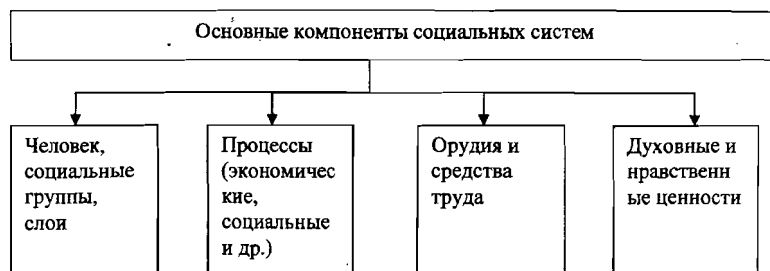 Основные компоненты социальных систем
Человек,
социальные
группы,
слои
Процессы
(экономичес
кие,
социальные
и др.)
Орудия и
средства
труда
Духовные и
нравственн
ые ценности